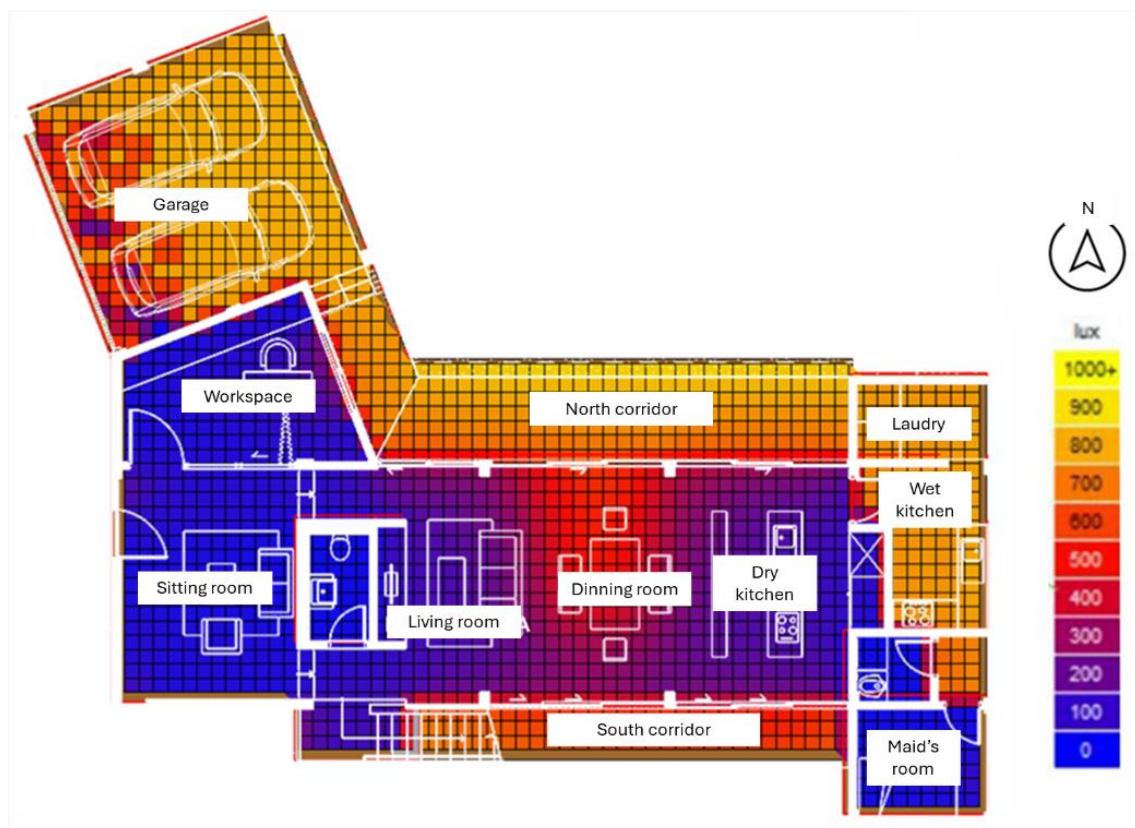 N
Garage
lux
1000+
900
800
700
600
500
400
300
200
100
0
Workspace
North corridor
Laudry
Wet
kitchen
Sitting room
Dinning room
Dry
kitchen
Living room
A
South corridor
Maid's
room